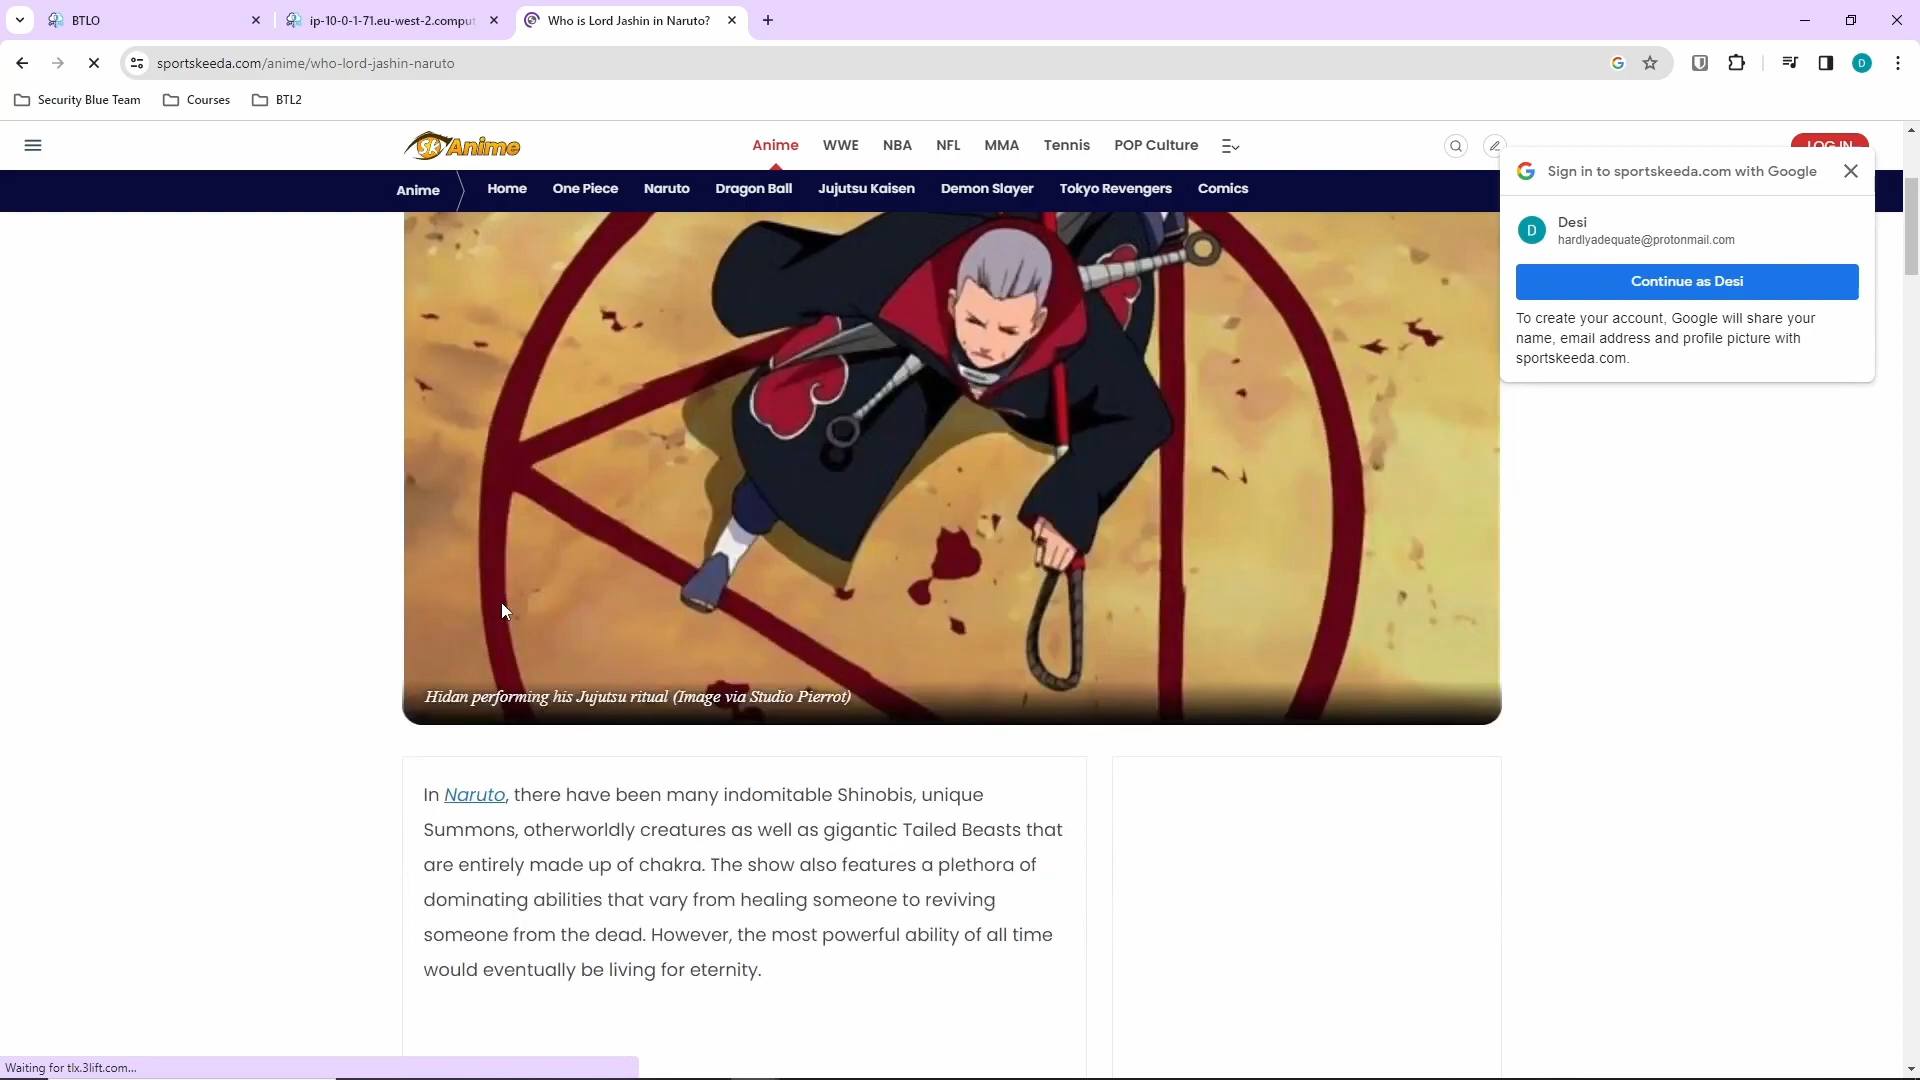 BTLO
ip-10-0-1-71.eu-west-2.comput
Who is Lord Jashin in Naruto?
sportskeeda.com/anime/who-lord-jashin-naruto
D
Security Blue Team
Courses
BTL2
SK Anime
Anime
WWE
NBA
NFL
MMA
Tennis
POP Culture
LOG IN
Anime
Home
One Piece
Naruto
Dragon Ball
Jujutsu Kaisen
Demon Slayer
Tokyo Revengers
Comics
Sign in to sportskeeda.com with Google
D
Desi
hardlyadequate@protonmail.com
Continue as Desi
To create your account, Google will share your
name, email address and profile picture with
sportskeeda.com.
Hidan performing his Jujutsu ritual (Image via Studio Pierrot)
In Naruto, there have been many indomitable Shinobis, unique
Summons, otherworldly creatures as well as gigantic Tailed Beasts that
are entirely made up of chakra. The show also features a plethora of
dominating abilities that vary from healing someone to reviving
someone from the dead. However, the most powerful ability of all time
would eventually be living for eternity.
Waiting for tlx.3lift.com...